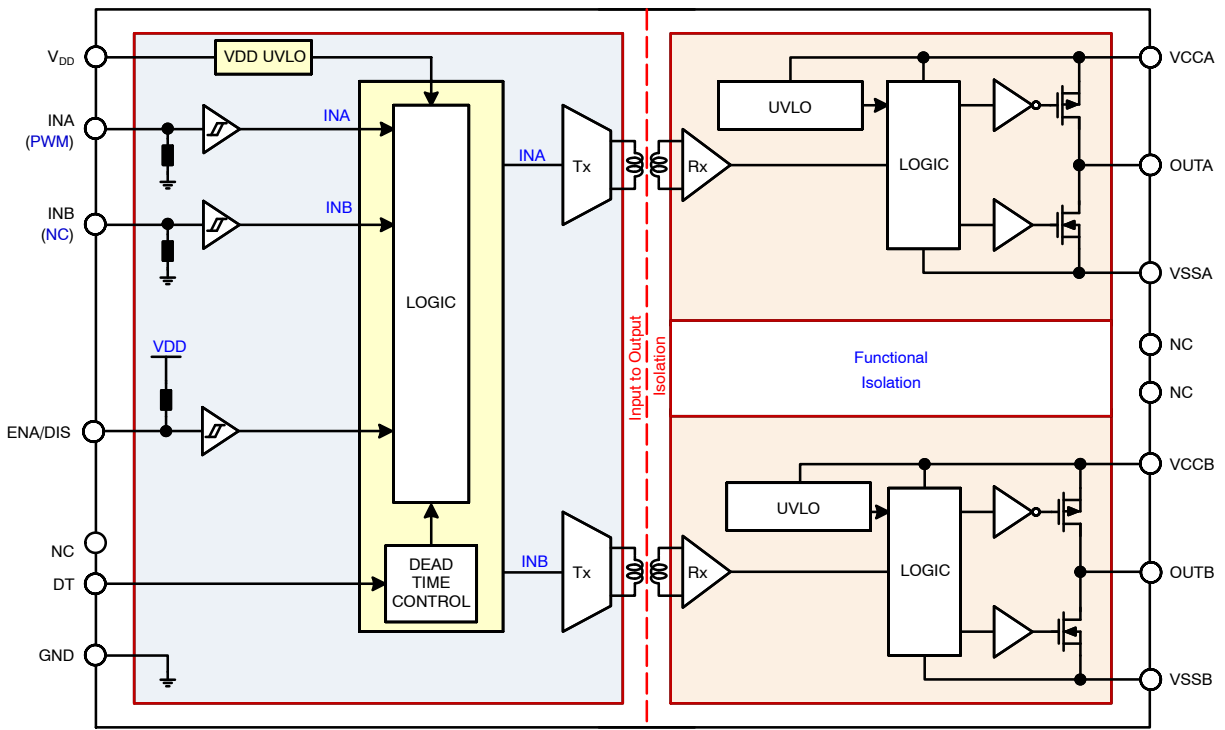 VDD
VDD UVLO
INA
(PWM)
INB
(NC)
VDD
ENA/DIS
NC
DT
GND
INA
INB
LOGIC
DEAD
TIME
CONTROL
INA
INB
Tx
Tx
Input to Output
Isolation
Rx
UVLO
LOGIC
Functional
Isolation
Rx
UVLO
LOGIC
VCCA
OUTA
VSSA
NC
NC
VCCB
OUTB
VSSB